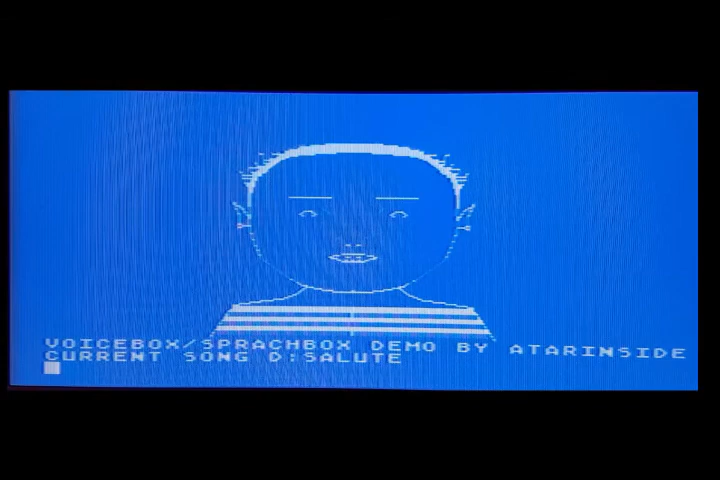 VOICEBOX/SPRACHBOX DEMO BY ATARINSIDE
CURRENT SONG D:SALUTE